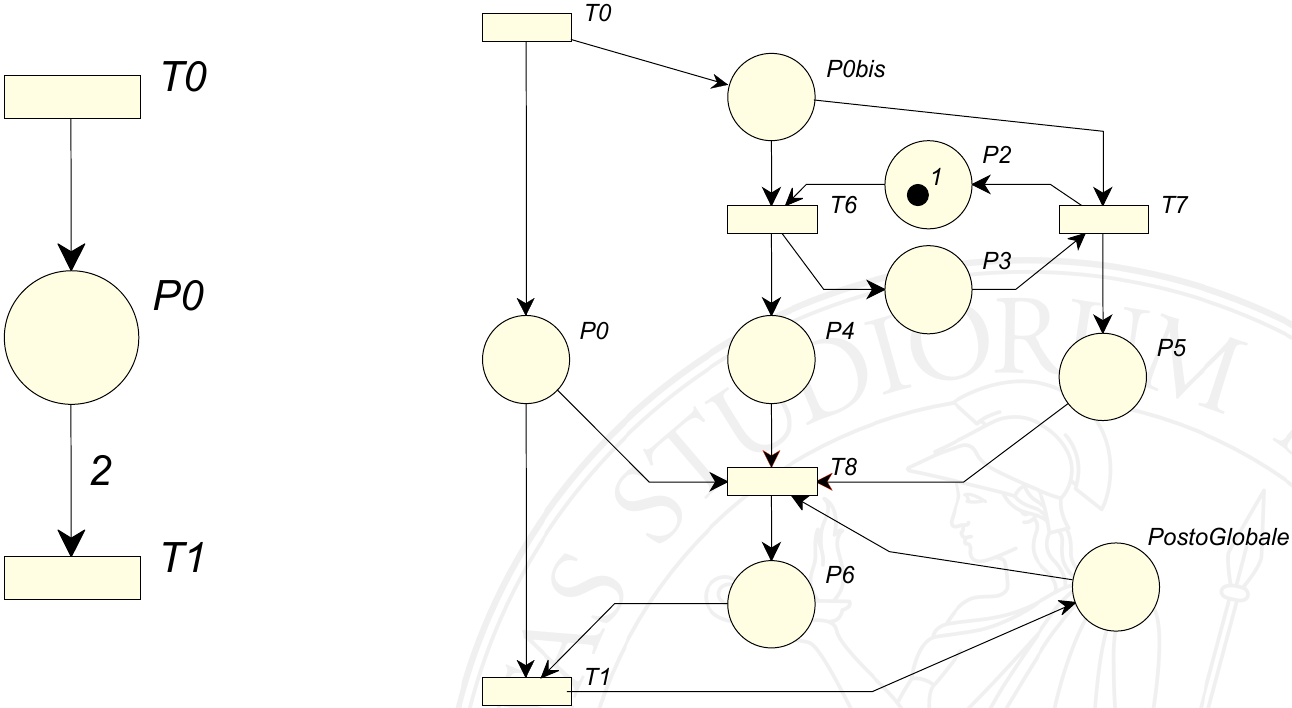 T0
P0
2
T1
T0
P0bis
P2
1
T6
T7
P3
P0
P4
P5
T8
PostoGlobale
P6
T1
AS STUDIORUM